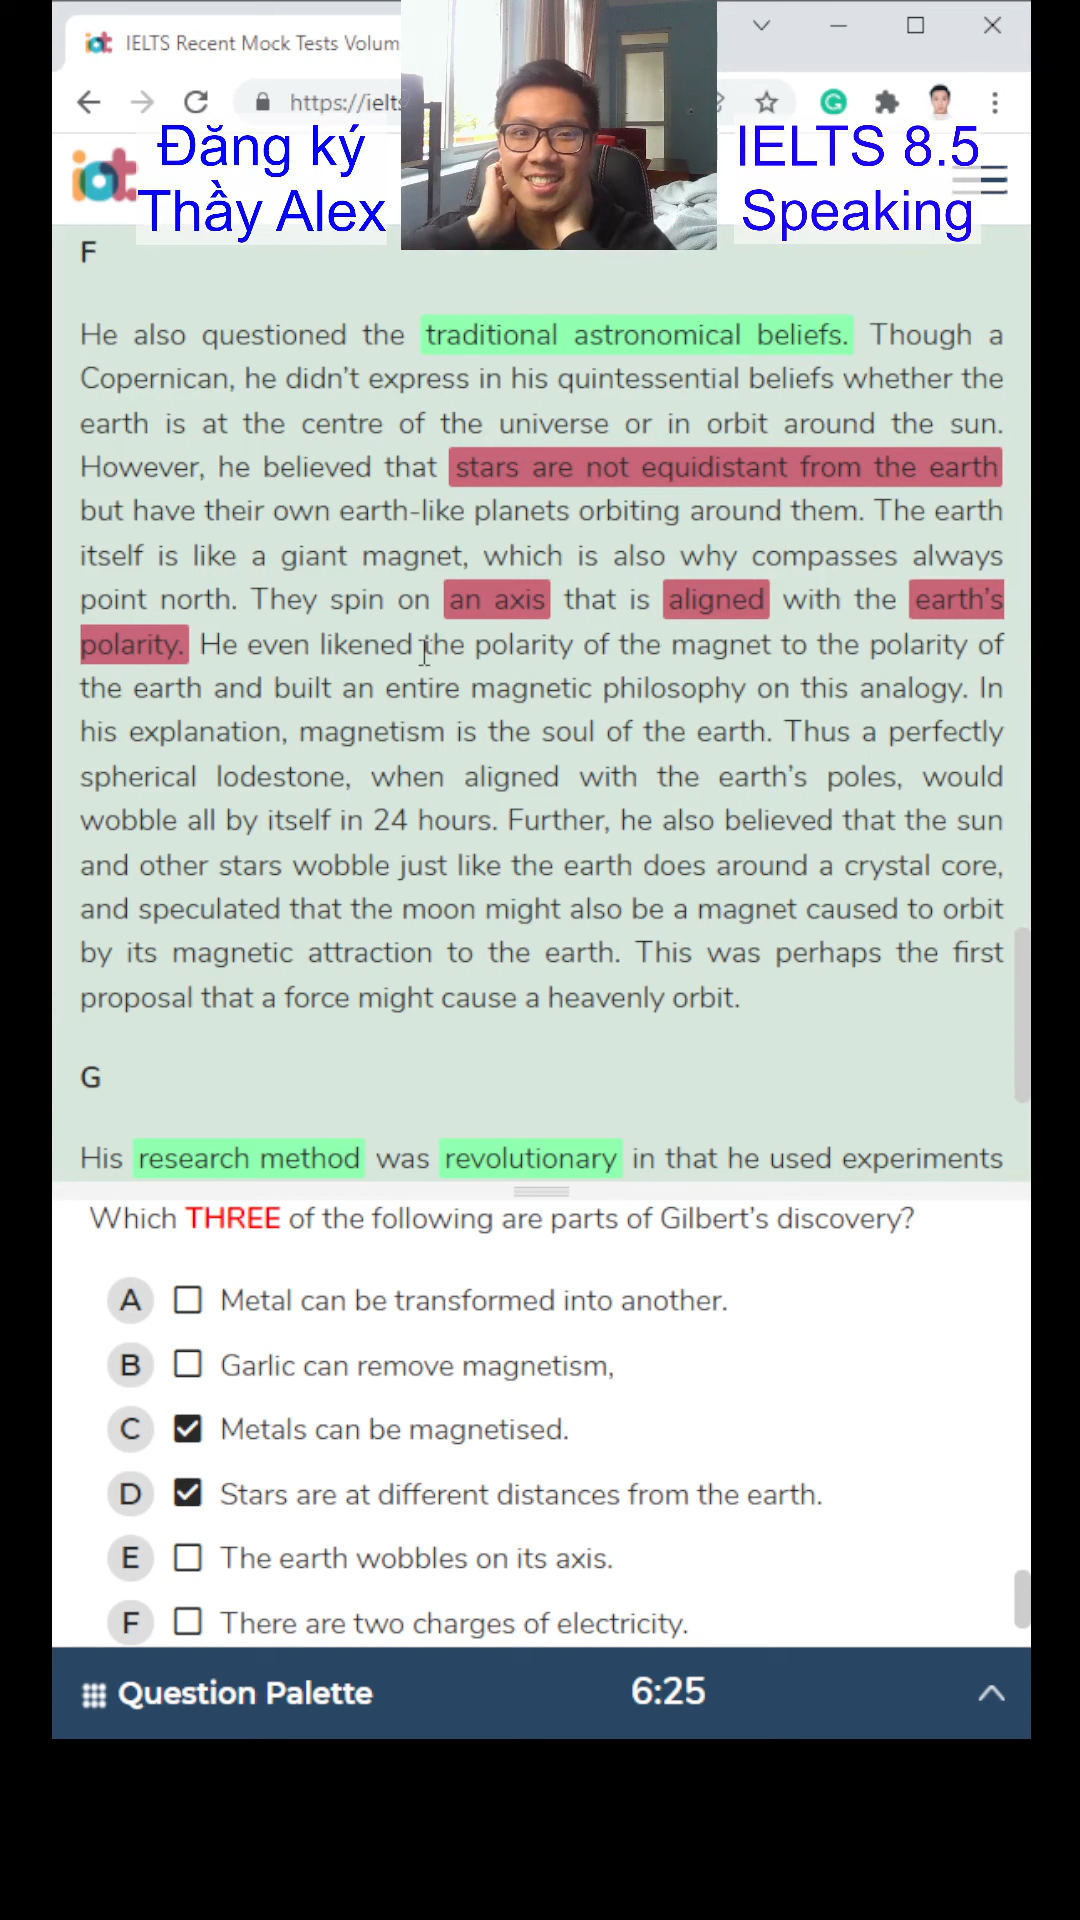 IELTS Recent Mock Tests Volum
Đăng ký
Thầy Alex
IELTS 8.5
Speaking
iot
F
He also questioned the traditional astronomical beliefs. Though a
Copernican, he didn't express in his quintessential beliefs whether the
earth is at the centre of the universe or in orbit around the sun.
However, he believed that stars are not equidistant from the earth
but have their own earth-like planets orbiting around them. The earth
itself is like a giant magnet, which is also why compasses always
point north. They spin on an axis that is aligned with the earth's
polarity. He even likened the polarity of the magnet to the polarity of
the earth and built an entire magnetic philosophy on this analogy. In
his explanation, magnetism is the soul of the earth. Thus a perfectly
spherical lodestone, when aligned with the earth's poles, would
wobble all by itself in 24 hours. Further, he also believed that the sun
and other stars wobble just like the earth does around a crystal core,
and speculated that the moon might also be a magnet caused to orbit
by its magnetic attraction to the earth. This was perhaps the first
proposal that a force might cause a heavenly orbit.
G
His research method was revolutionary in that he used experiments
Which THREE of the following are parts of Gilbert's discovery?
A Metal can be transformed into another.
B Garlic can remove magnetism,
C Metals can be magnetised.
D Stars are at different distances from the earth.
E The earth wobbles on its axis.
F There are two charges of electricity.
Question Palette 6:25